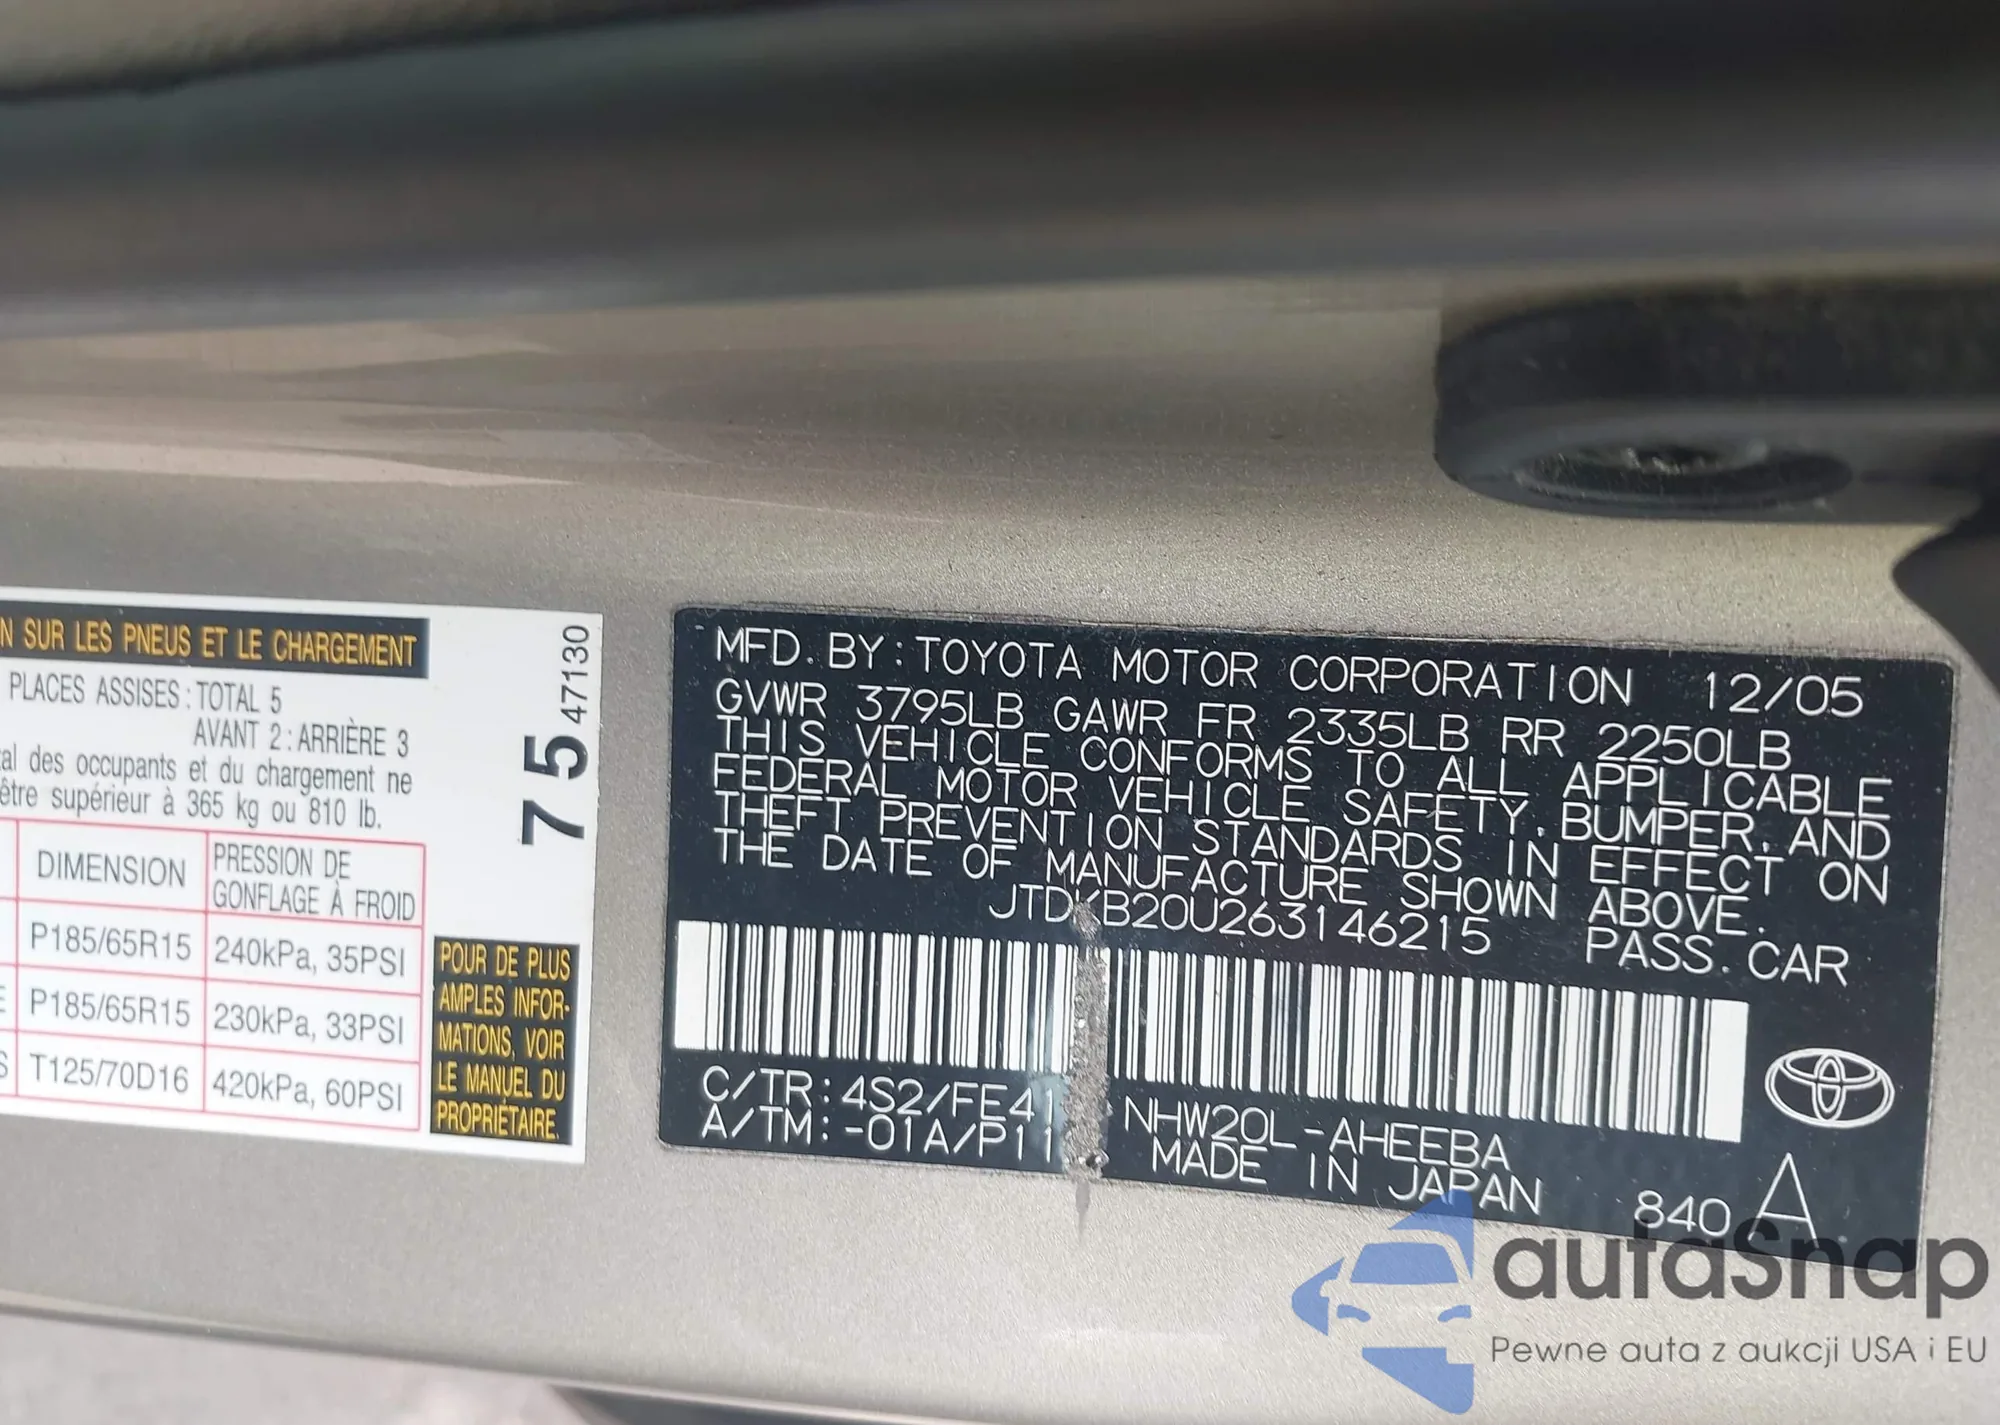 N SUR LES PNEUS ET LE CHARGEMENT
PLACES ASSISES : TOTAL 5
AVANT 2 : ARRIÈRE 3
al des occupants et du chargement ne
être supérieur à 365 kg ou 810 lb.
DIMENSION PRESSION DE GONFLAGE À FROID
P185/65R15 240kPa, 35PSI
E P185/65R15 230kPa, 33PSI
S T125/70D16 420kPa, 60PSI
75 47130
POUR DE PLUS
AMPLES INFOR-
MATIONS, VOIR
LE MANUEL DU
PROPRIÉTAIRE.
MFD. BY : TOYOTA MOTOR CORPORATION 12/05
GVWR 3795LB GAWR FR 2335LB RR 2250LB
THIS VEHICLE CONFORMS TO ALL APPLICABLE
FEDERAL MOTOR VEHICLE SAFETY, BUMPER, AND
THEFT PREVENTION STANDARDS IN EFFECT ON
THE DATE OF MANUFACTURE SHOWN ABOVE.
JTDKB20U263146215 PASS. CAR
C/TR : 4S2/FE41 NHW20L-AHEEBA
A/TM : -01A/P11 MADE IN JAPAN 840 A
autaSnap
Pewne auta z aukcji USA i EU